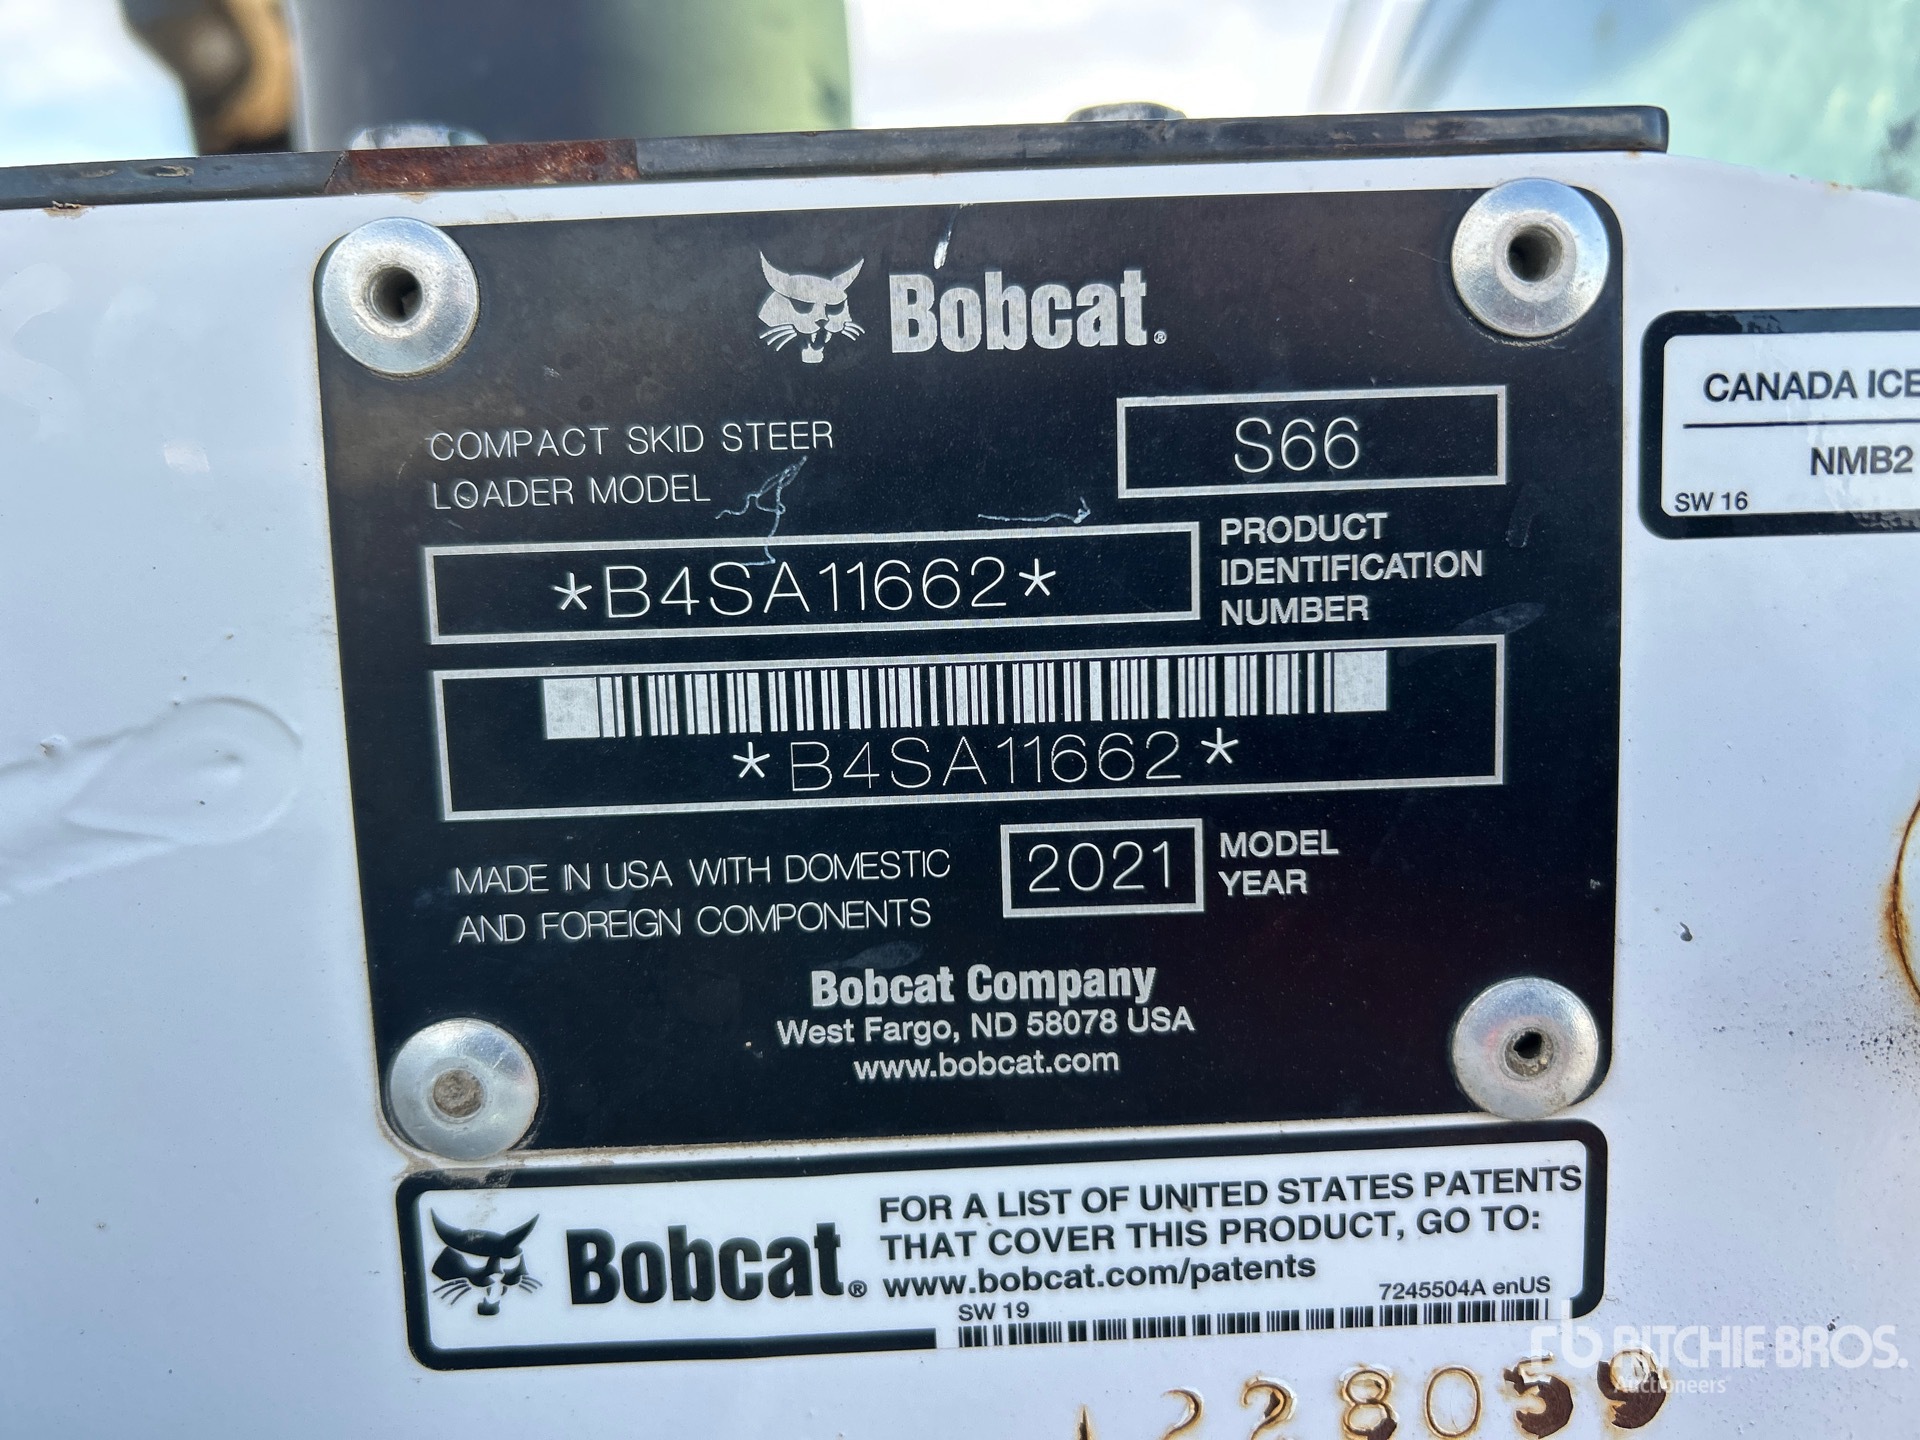 Bobcat®
COMPACT SKID STEER
LOADER MODEL
S66
*B4SA11662*
PRODUCT
IDENTIFICATION
NUMBER
*B4SA11662*
MADE IN USA WITH DOMESTIC
AND FOREIGN COMPONENTS
2021
MODEL
YEAR
Bobcat Company
West Fargo, ND 58078 USA
www.bobcat.com
CANADA ICE
NMB2
SW 16
Bobcat®
FOR A LIST OF UNITED STATES PATENTS
THAT COVER THIS PRODUCT, GO TO:
www.bobcat.com/patents
7245504A enUS
SW 19
rb RITCHIE BROS.
Auctioneers